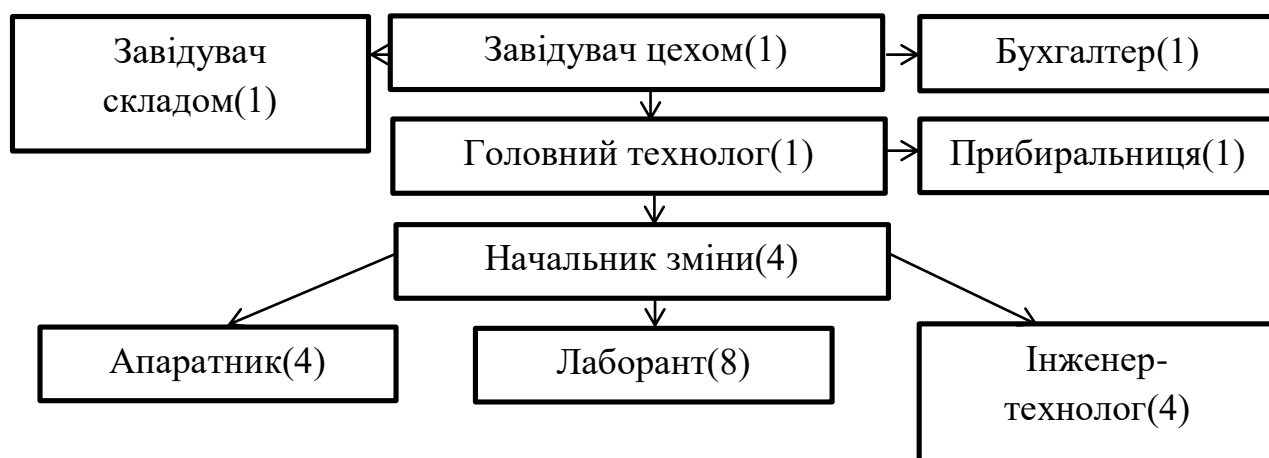 Завідувач
складом(1)
Завідувач цехом(1)
Бухгалтер(1)
Головний технолог(1)
Прибиральниця(1)
Начальник зміни(4)
Апаратник(4)
Лаборант(8)
Інженер-
технолог(4)